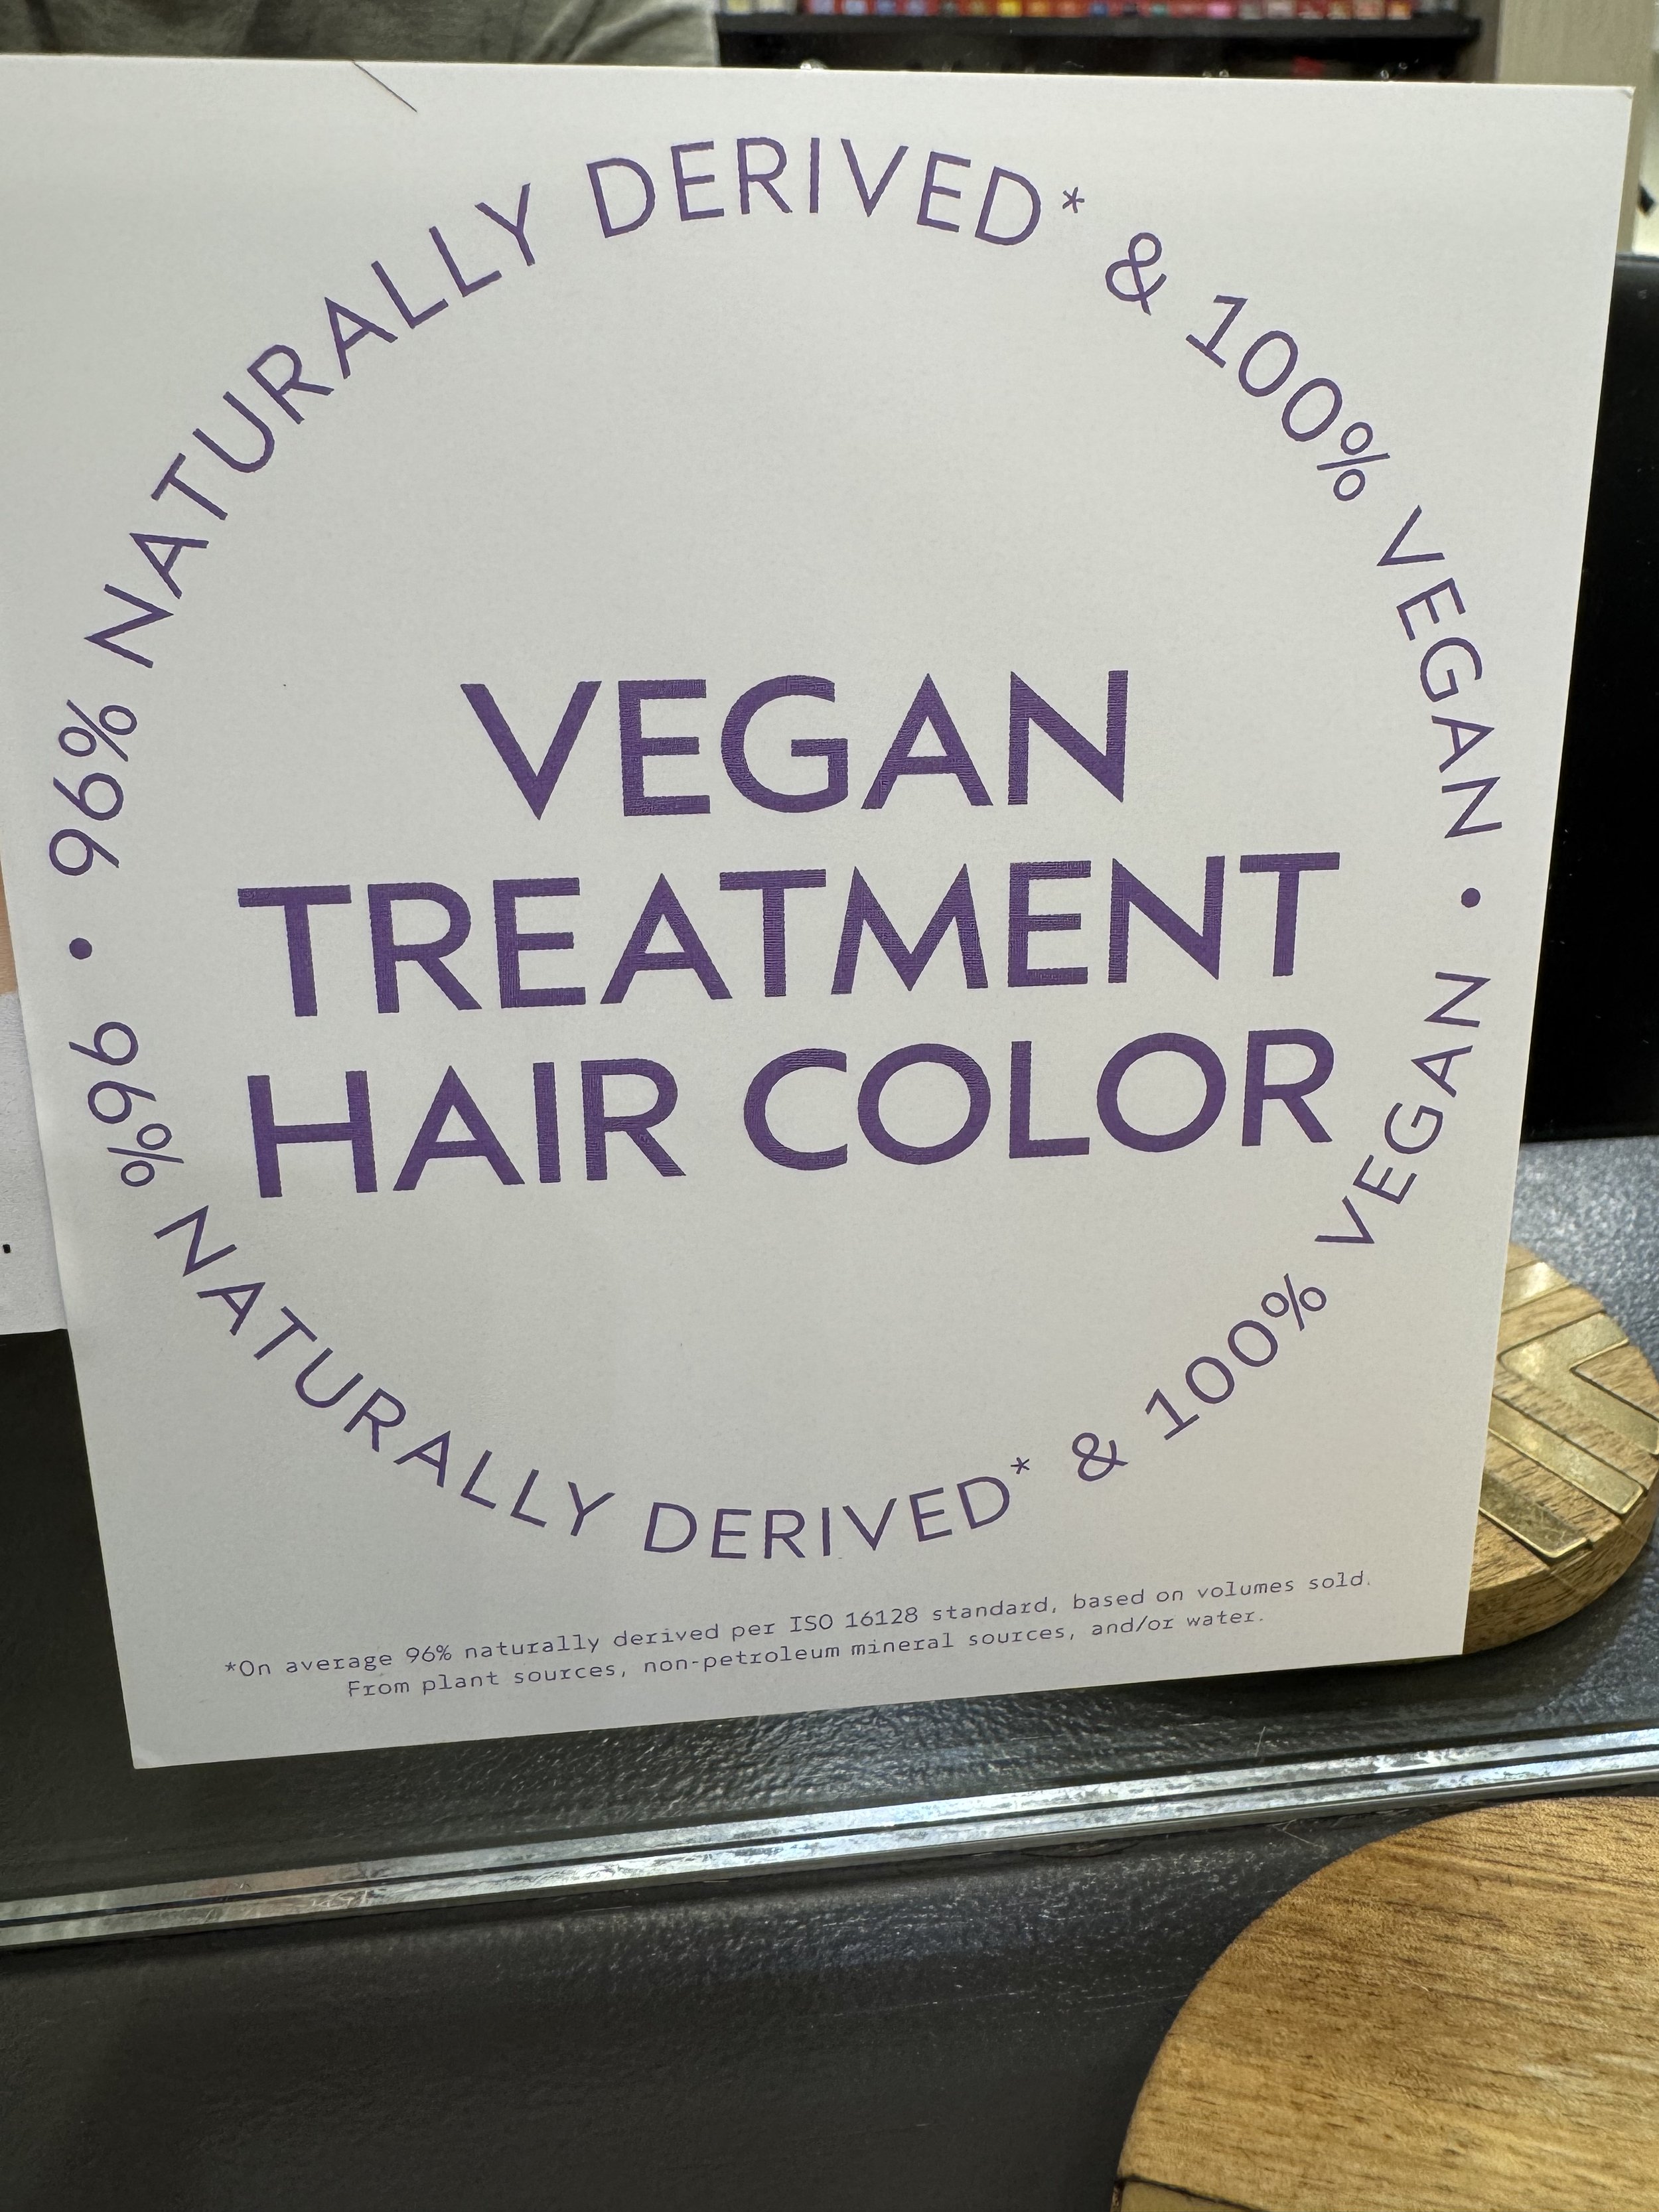 • 96% NATURALLY DERIVED* & 100% VEGAN •
VEGAN
TREATMENT
HAIR COLOR
96% NATURALLY DERIVED* & 100% VEGAN
*On average 96% naturally derived per ISO 16128 standard, based on volumes sold.
From plant sources, non-petroleum mineral sources, and/or water.